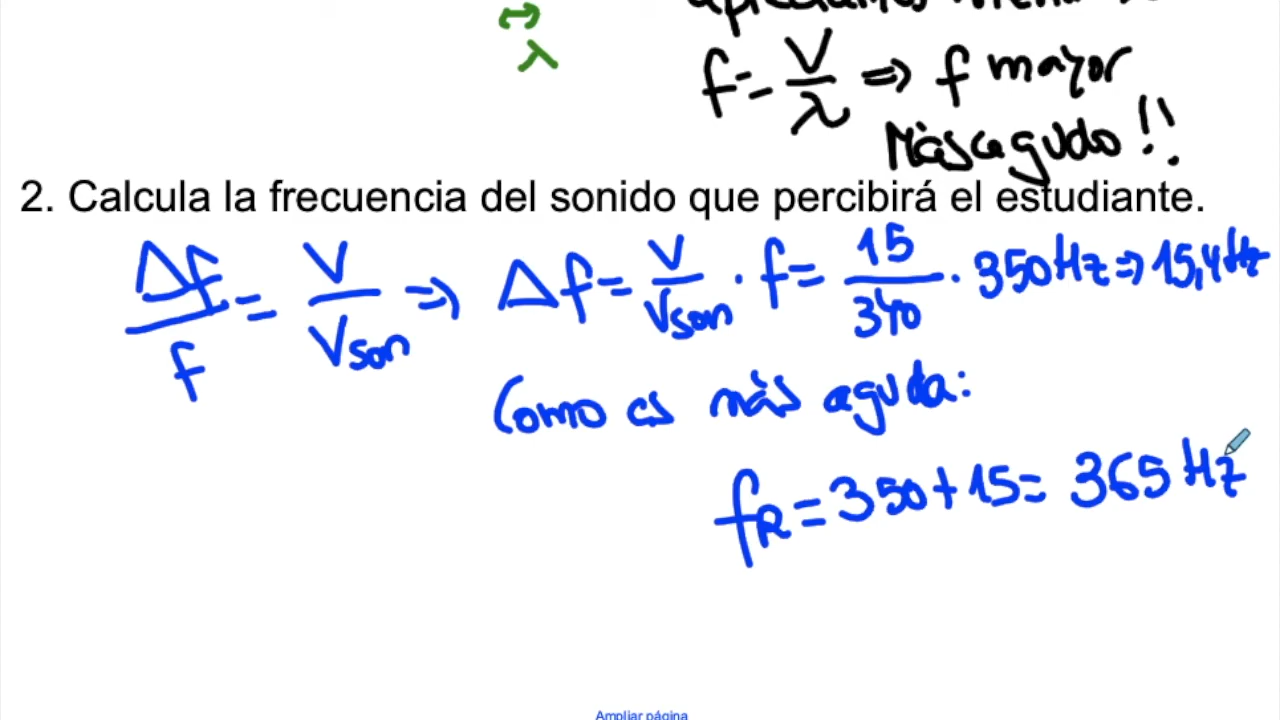 λ
f = V/λ ⇒ f mayor
Más agudo!!
2. Calcula la frecuencia del sonido que percibirá el estudiante.
Δf/f = V/Vson ⇒ Δf = V/Vson · f = 15/340 · 350 Hz ⇒ 15,4 Hz
Como es más aguda:
fR = 350 + 15 = 365 Hz
Ampliar página